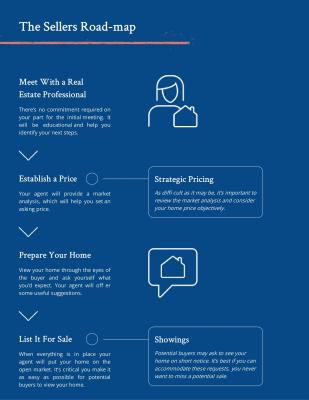 The Sellers Road-map
Meet With a Real
Estate Professional
There's no commitment required on
your part for the initial meeting. It
will be educational and help you
identify your next steps.
Establish a Price
Your agent will provide a market
analysis, which will help you set an
asking price.
Strategic Pricing
As diffi-cult as it may be, it's important to
review the market analysis and consider
your home price objectively.
Prepare Your Home
View your home through the eyes of
the buyer and ask yourself what
you'd expect. Your agent will off er
some useful suggestions.
List It For Sale
When everything is in place your
agent will put your home on the
open market. It's critical you make it
as easy as possible for potential
buyers to view your home.
Showings
Potential buyers may ask to see your
home on short notice. It's best if you can
accommodate these requests, you never
want to miss a potential sale.